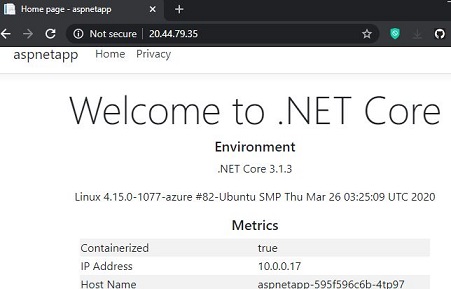 Home page - aspnetapp
Not secure | 20.44.79.35
aspnetapp Home Privacy
Welcome to .NET Core
Environment
.NET Core 3.1.3
Linux 4.15.0-1077-azure #82-Ubuntu SMP Thu Mar 26 03:25:09 UTC 2020
Metrics
Containerized true
IP Address 10.0.0.17
Host Name aspnetapp-595f596c6b-4tp97